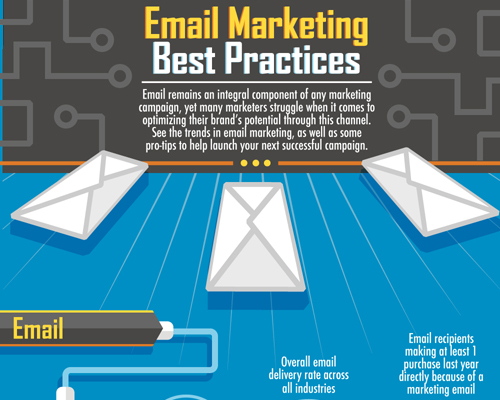 Email Marketing
Best Practices
Email remains an integral component of any marketing
campaign, yet many marketers struggle when it comes to
optimizing their brand's potential through this channel.
See the trends in email marketing, as well as some
pro-tips to help launch your next successful campaign.
Email
Overall email
delivery rate across
all industries
Email recipients
making at least 1
purchase last year
directly because of a
marketing email